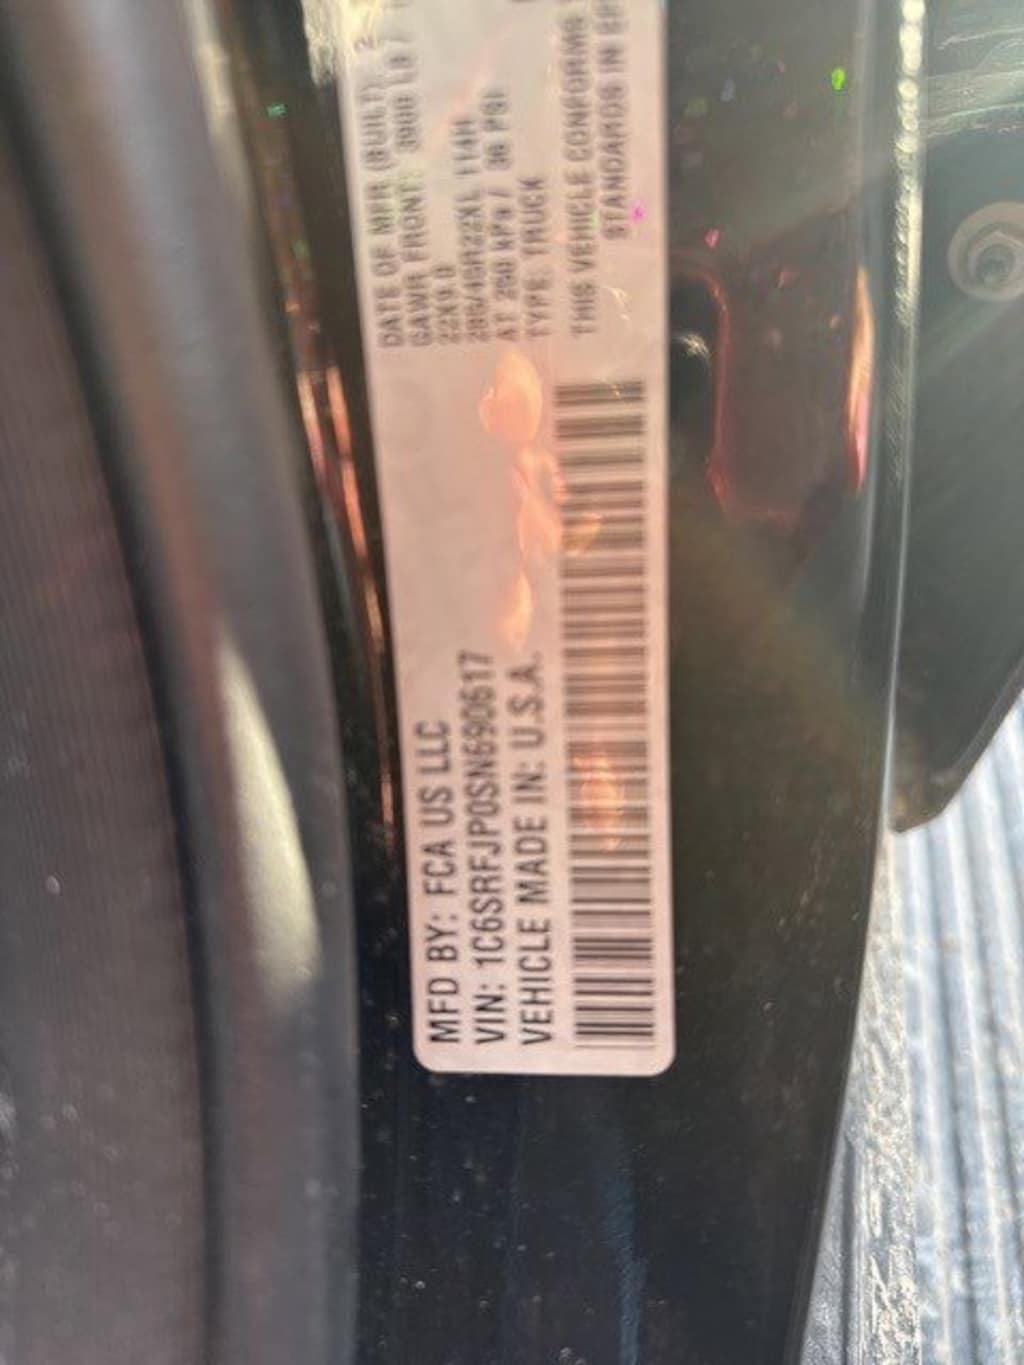 MFD BY: FCA US LLC
VIN: 1C6SRFJP0SN690617
VEHICLE MADE IN: U.S.A.
DATE OF MFR (BUILT): 2
GAWR FRONT: 3900 LB /
22X9.0
285/45R22XL 114H
AT 250 kPa / 36 PSI
TYPE: TRUCK
THIS VEHICLE CONFORMS
STANDARDS IN